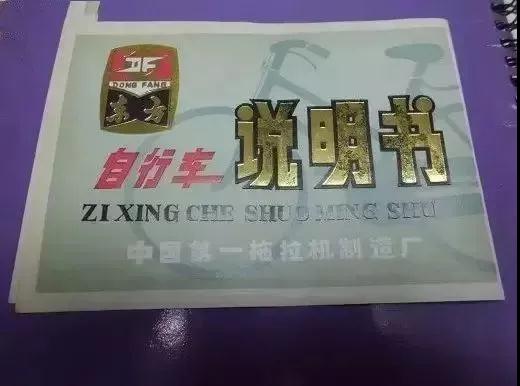 DF
DONG FANG
东方
自行车 说明书
ZI XING CHE SHUO MING SHU
中国第一拖拉机制造厂